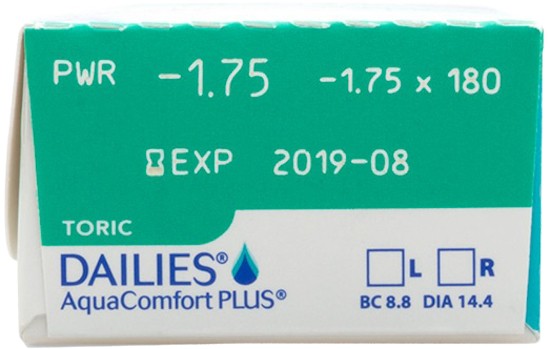 PWR -1.75 -1.75 x 180
EXP 2019-08
TORIC
DAILIES®
AquaComfort PLUS®
L R
BC 8.8 DIA 14.4